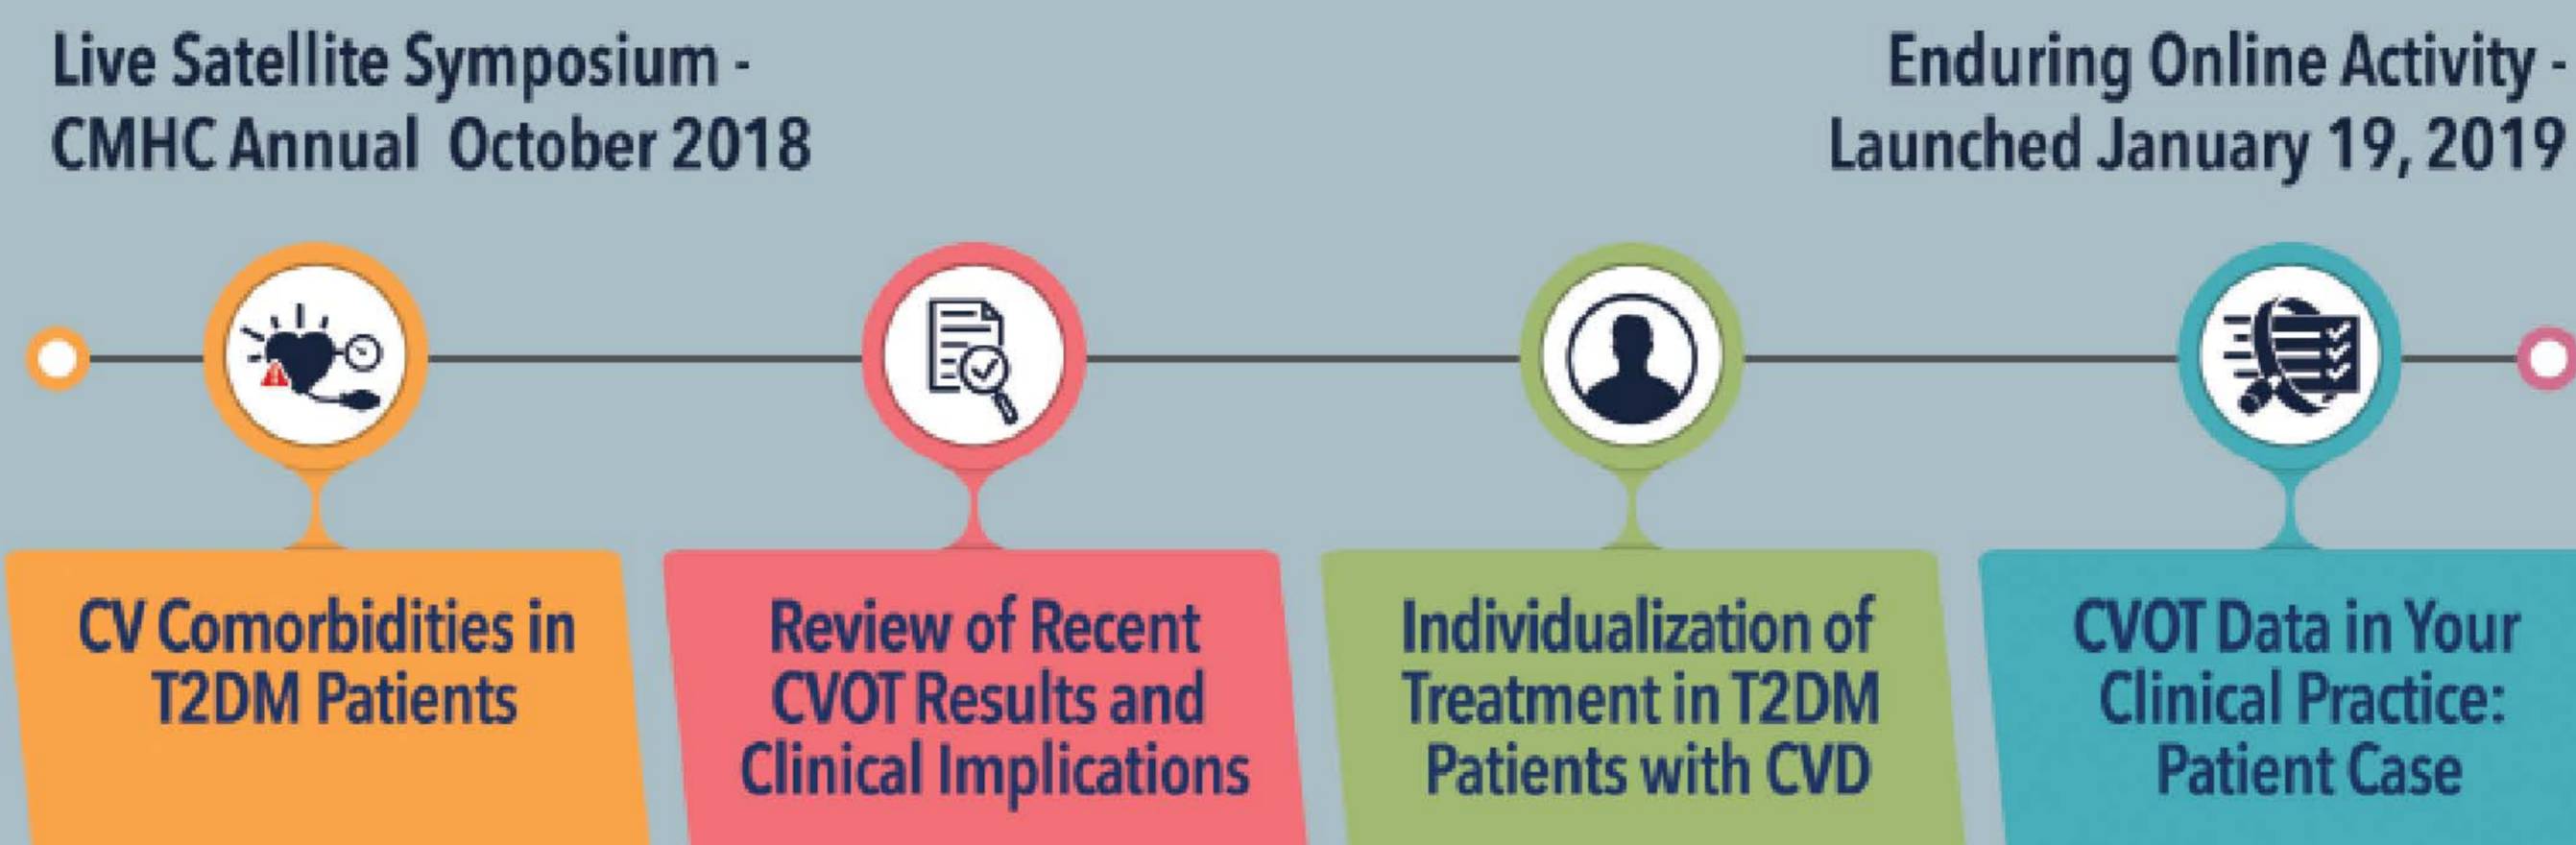 Live Satellite Symposium -
CMHC Annual October 2018
Enduring Online Activity -
Launched January 19, 2019
CV Comorbidities in
T2DM Patients
Review of Recent
CVOT Results and
Clinical Implications
Individualization of
Treatment in T2DM
Patients with CVD
CVOT Data in Your
Clinical Practice:
Patient Case